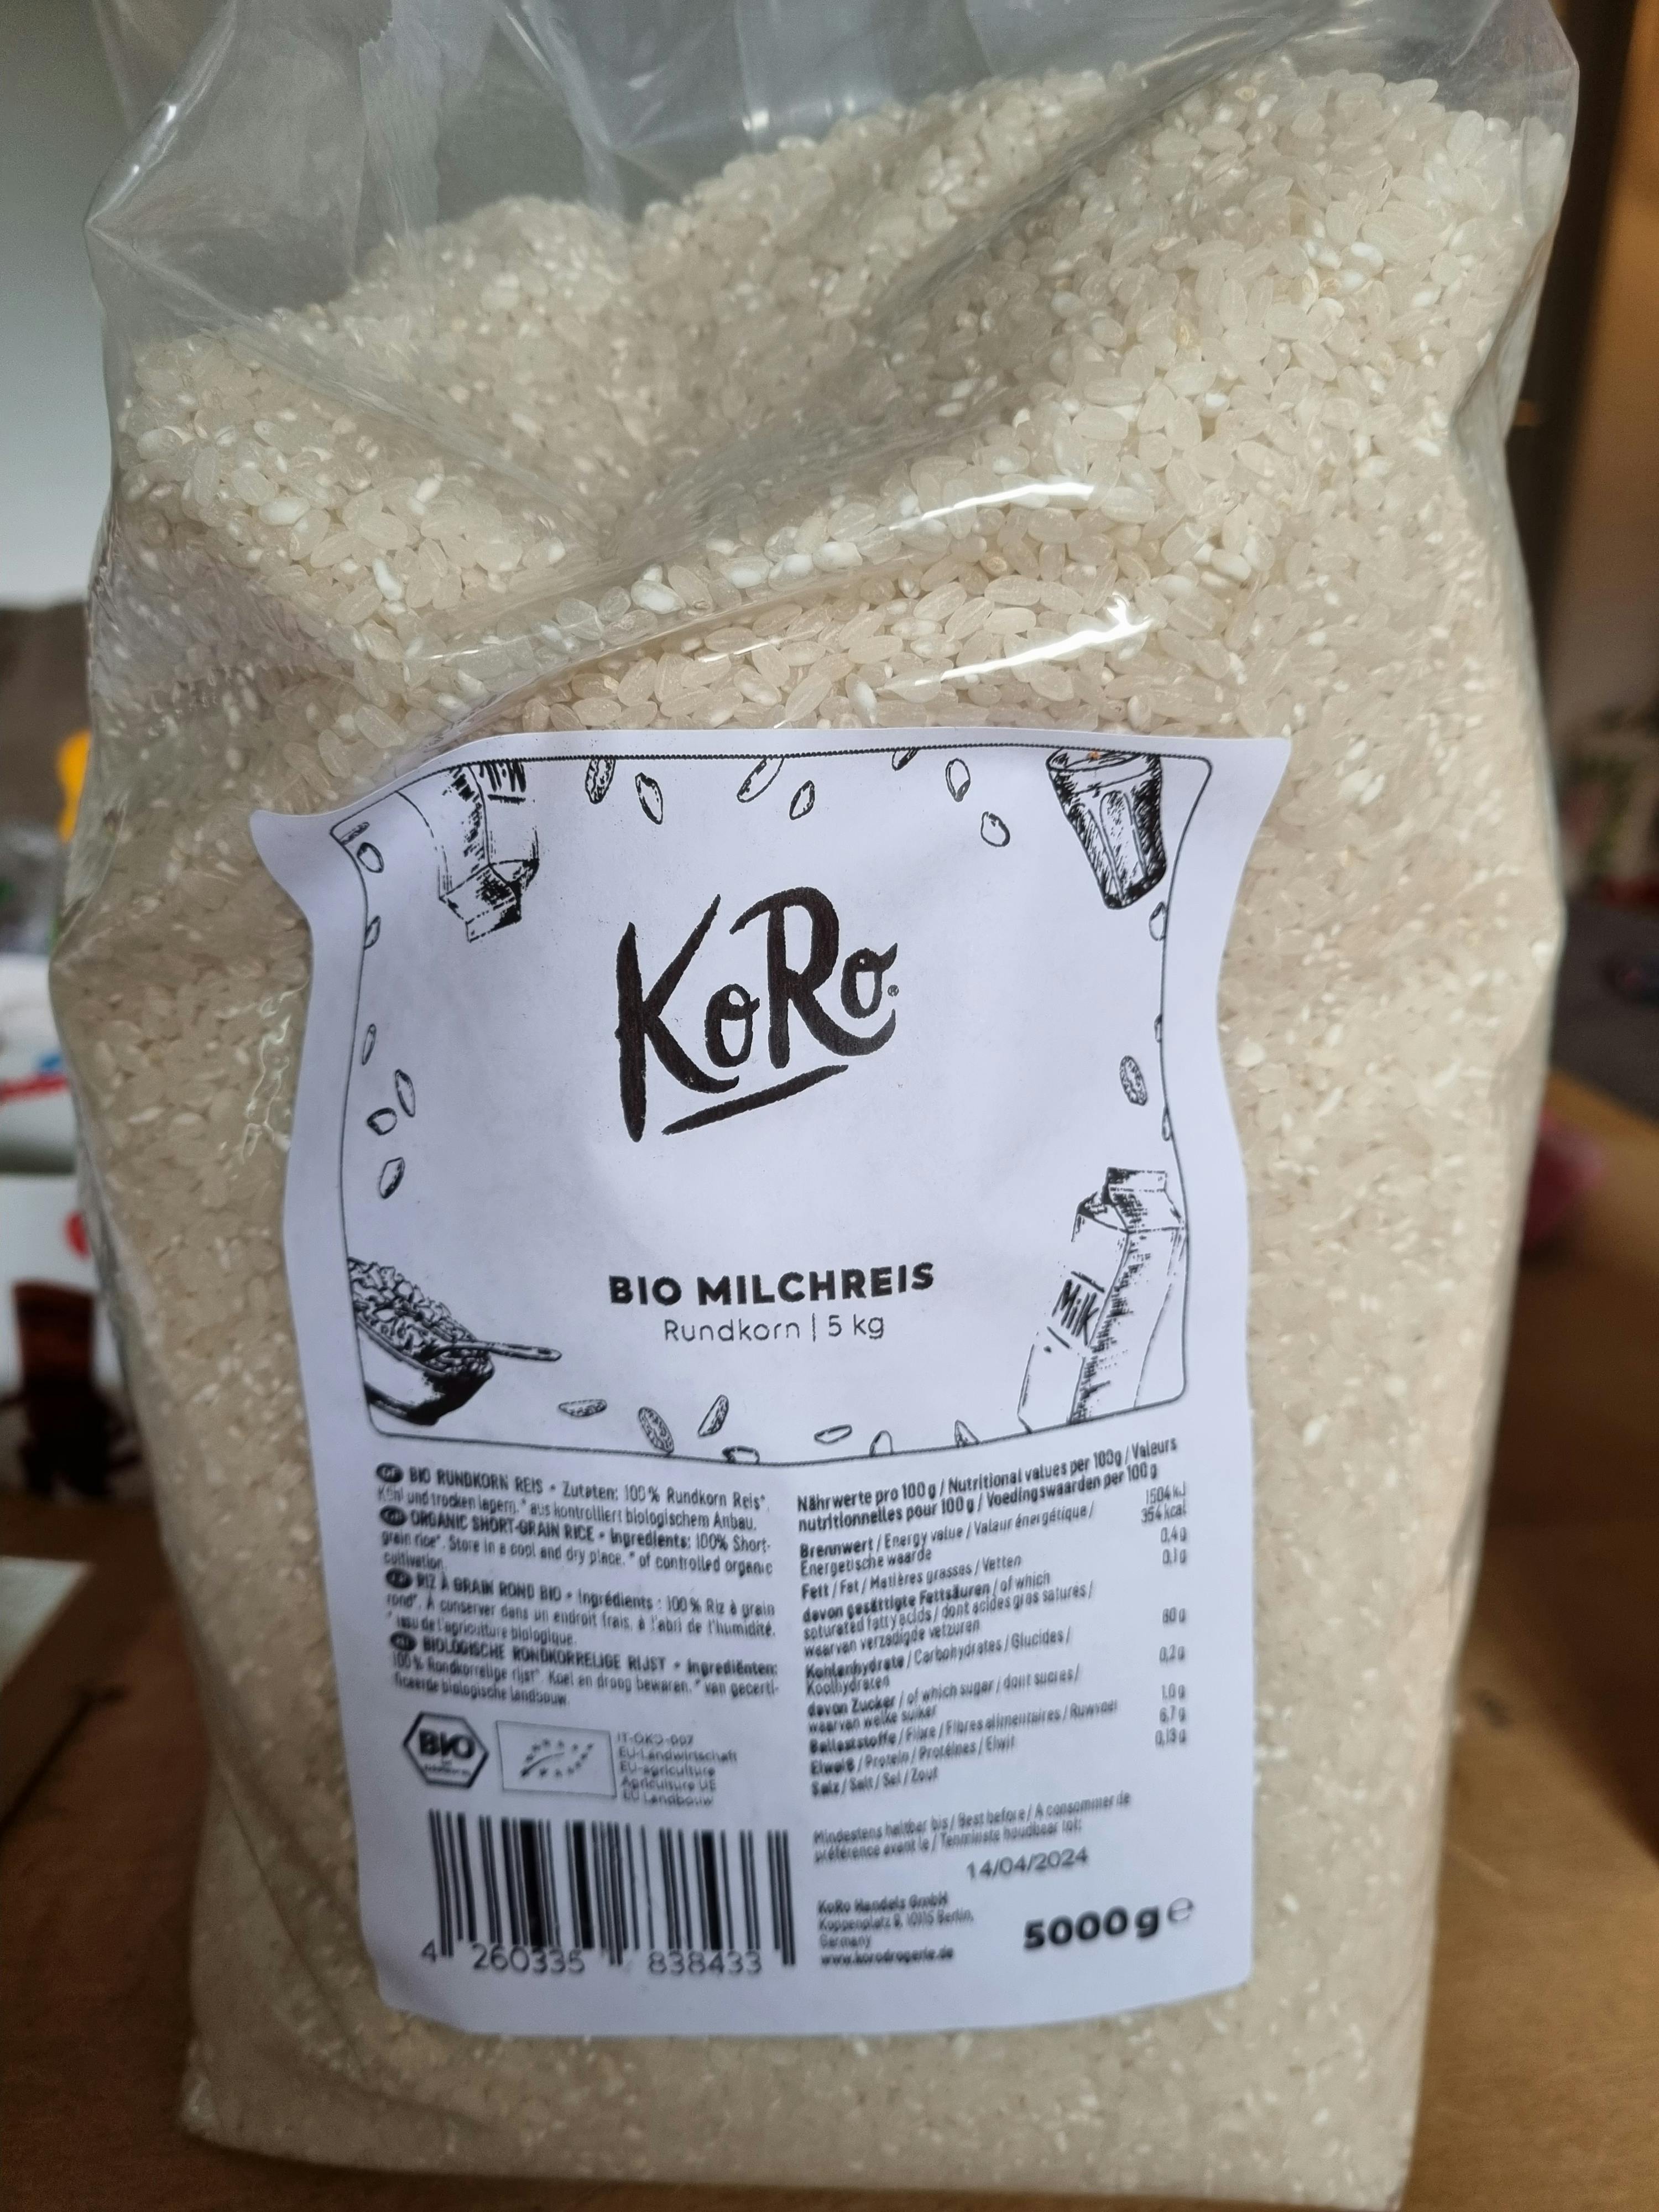 Milk
KoRo
BIO MILCHREIS
Rundkorn | 5 kg
Milk
DE BIO RUNDKORN REIS • Zutaten: 100 % Rundkorn Reis*.
Kühl und trocken lagern. * aus kontrolliert biologischem Anbau.
ORGANIC SHORT-GRAIN RICE • Ingredients: 100% Short-
grain rice*. Store in a cool and dry place. * of controlled organic
cultivation.
RIZ À GRAIN ROND BIO • Ingrédients : 100 % Riz à grain
rond*. À conserver dans un endroit frais, à l'abri de l'humidité.
* issu de l'agriculture biologique.
BIOLOGISCHE RONDKORRELIGE RIJST • Ingrediënten:
100 % Rondkorrelige rijst*. Koel en droog bewaren. * van gecerti-
ficeerde biologische landbouw.
BIO
IT-ÖKO-007
EU-Landwirtschaft
EU-agriculture
Agriculture UE
EU Landbouw
4 260335 838433
Nährwerte pro 100 g / Nutritional values per 100g / Valeurs
nutritionnelles pour 100 g / Voedingswaarden per 100 g
Brennwert / Energy value / Valeur énergétique / 1504 kJ
Energetische waarde 354 kcal
Fett / Fat / Matières grasses / Vetten 0,4 g
davon gesättigte Fettsäuren / of which 0,1 g
saturated fatty acids / dont acides gras saturés /
waarvan verzadigde vetzuren
Kohlenhydrate / Carbohydrates / Glucides / 80 g
Koolhydraten
davon Zucker / of which sugar / dont sucres / 0,2 g
waarvan welke suiker
Ballaststoffe / Fibre / Fibres alimentaires / Ruwvoer 1,0 g
Eiweiß / Protein / Protéines / Eiwit 6,7 g
Salz / Salt / Sel / Zout 0,13 g
Mindestens haltbar bis / Best before / A consommer de
préférence avant le / Tenminste houdbaar tot:
14/04/2024
KoRo Handels GmbH
Koppenplatz 9, 10115 Berlin,
Germany
www.korodrogerie.de
5000 g e